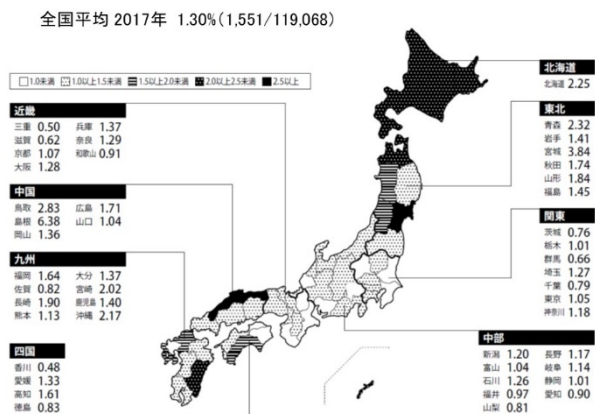 全国平均 2017年 1.30%(1,551/119,068)
□1.0未満 1.0以上1.5未満 1.5以上2.0未満 2.0以上2.5未満 2.5以上
北海道
北海道 2.25
東北
青森 2.32
岩手 1.41
宮城 3.84
秋田 1.74
山形 1.84
福島 1.45
関東
茨城 0.76
栃木 1.01
群馬 0.66
埼玉 1.27
千葉 0.79
東京 1.05
神奈川 1.18
中部
新潟 1.20 長野 1.17
富山 1.04 岐阜 1.14
石川 1.26 静岡 1.01
福井 0.97 愛知 0.90
山梨 0.81
近畿
三重 0.50 兵庫 1.37
滋賀 0.62 奈良 1.29
京都 1.07 和歌山 0.91
大阪 1.28
中国
鳥取 2.83 広島 1.71
島根 6.38 山口 1.04
岡山 1.36
九州
福岡 1.64 大分 1.37
佐賀 0.82 宮崎 2.02
長崎 1.90 鹿児島 1.40
熊本 1.13 沖縄 2.17
四国
香川 0.48
愛媛 1.33
高知 1.61
徳島 0.83